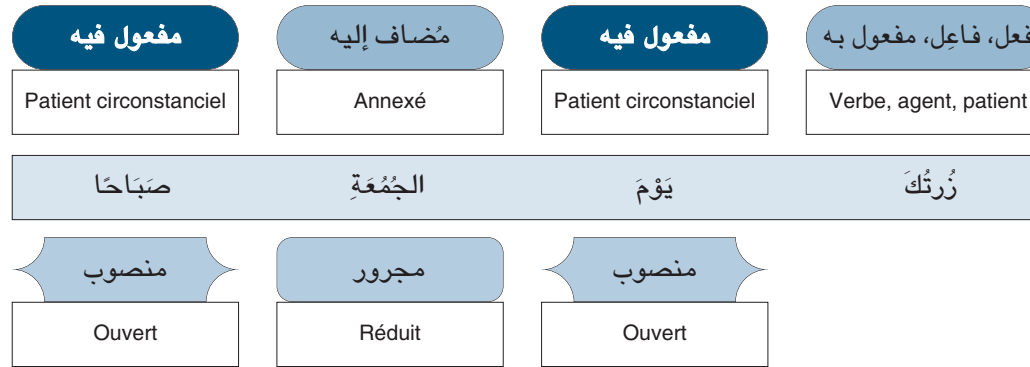 فعل، فاعِل، مفعول به مفعول فيه مُضاف إليه مفعول فيه
Patient circonstanciel Annexé Patient circonstanciel Verbe, agent, patient
زُرتُكَ يَوْمَ الجُمُعَةِ صَبَاحًا
منصوب مجرور منصوب
Ouvert Réduit Ouvert